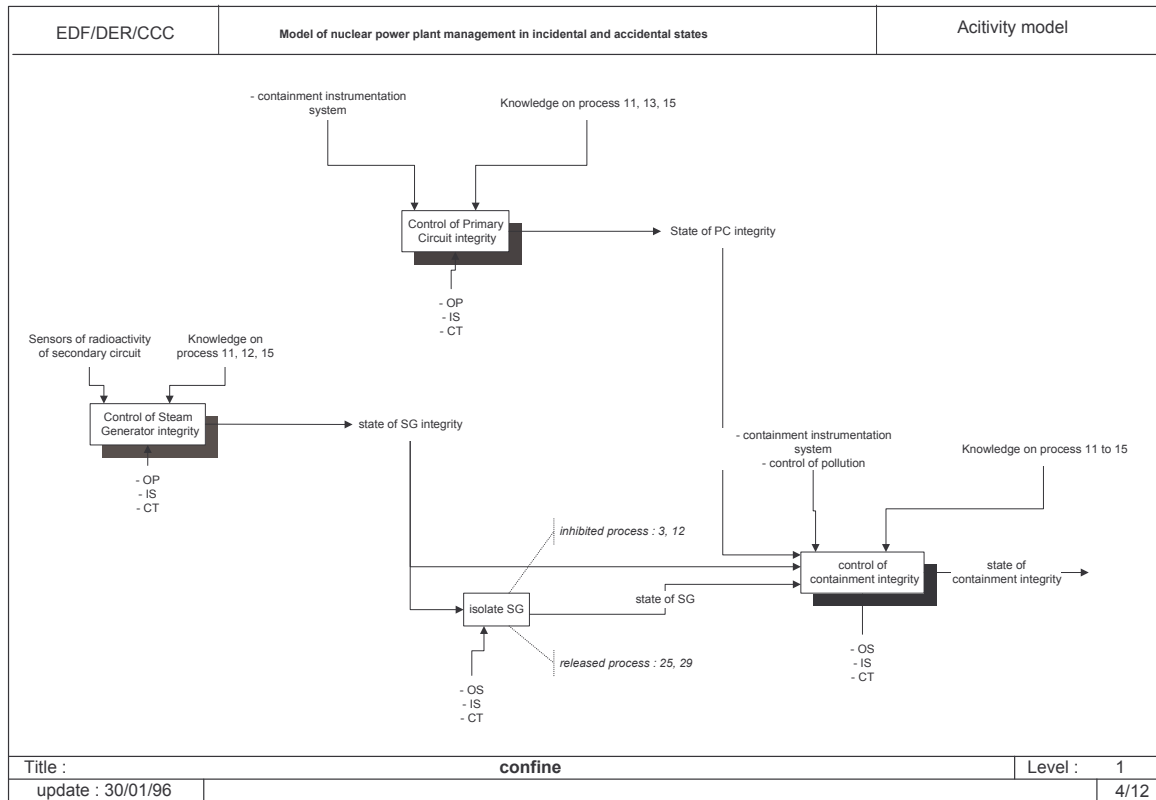 EDF/DER/CCC
Model of nuclear power plant management in incidental and accidental states
Acitivity model
- containment instrumentation
system
Knowledge on process 11, 13, 15
Control of Primary
Circuit integrity
State of PC integrity
- OP
- IS
- CT
Sensors of radioactivity
of secondary circuit
Knowledge on
process 11, 12, 15
Control of Steam
Generator integrity
state of SG integrity
- OP
- IS
- CT
- containment instrumentation
system
- control of pollution
Knowledge on process 11 to 15
inhibited process : 3, 12
control of
containment integrity
state of
containment integrity
isolate SG
state of SG
released process : 25, 29
- OS
- IS
- CT
- OS
- IS
- CT
Title :
confine
Level :
1
update : 30/01/96
4/12